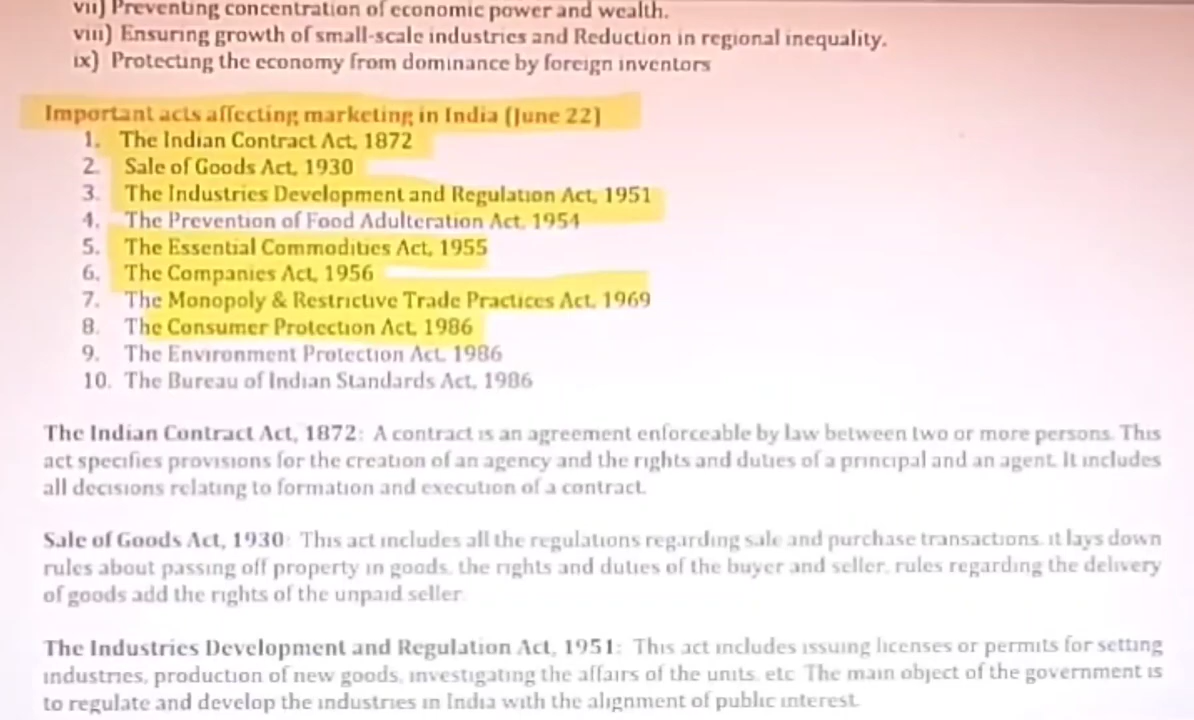 vii) Preventing concentration of economic power and wealth.
viii) Ensuring growth of small-scale industries and Reduction in regional inequality.
ix) Protecting the economy from dominance by foreign inventors
Important acts affecting marketing in India (June 22)
1. The Indian Contract Act, 1872
2. Sale of Goods Act, 1930
3. The Industries Development and Regulation Act, 1951
4. The Prevention of Food Adulteration Act, 1954
5. The Essential Commodities Act, 1955
6. The Companies Act, 1956
7. The Monopoly & Restrictive Trade Practices Act, 1969
8. The Consumer Protection Act, 1986
9. The Environment Protection Act, 1986
10. The Bureau of Indian Standards Act, 1986
The Indian Contract Act, 1872: A contract is an agreement enforceable by law between two or more persons. This
act specifies provisions for the creation of an agency and the rights and duties of a principal and an agent. It includes
all decisions relating to formation and execution of a contract.
Sale of Goods Act, 1930: This act includes all the regulations regarding sale and purchase transactions. it lays down
rules about passing off property in goods, the rights and duties of the buyer and seller, rules regarding the delivery
of goods add the rights of the unpaid seller.
The Industries Development and Regulation Act, 1951: This act includes issuing licenses or permits for setting
industries, production of new goods, investigating the affairs of the units, etc The main object of the government is
to regulate and develop the industries in India with the alignment of public interest.